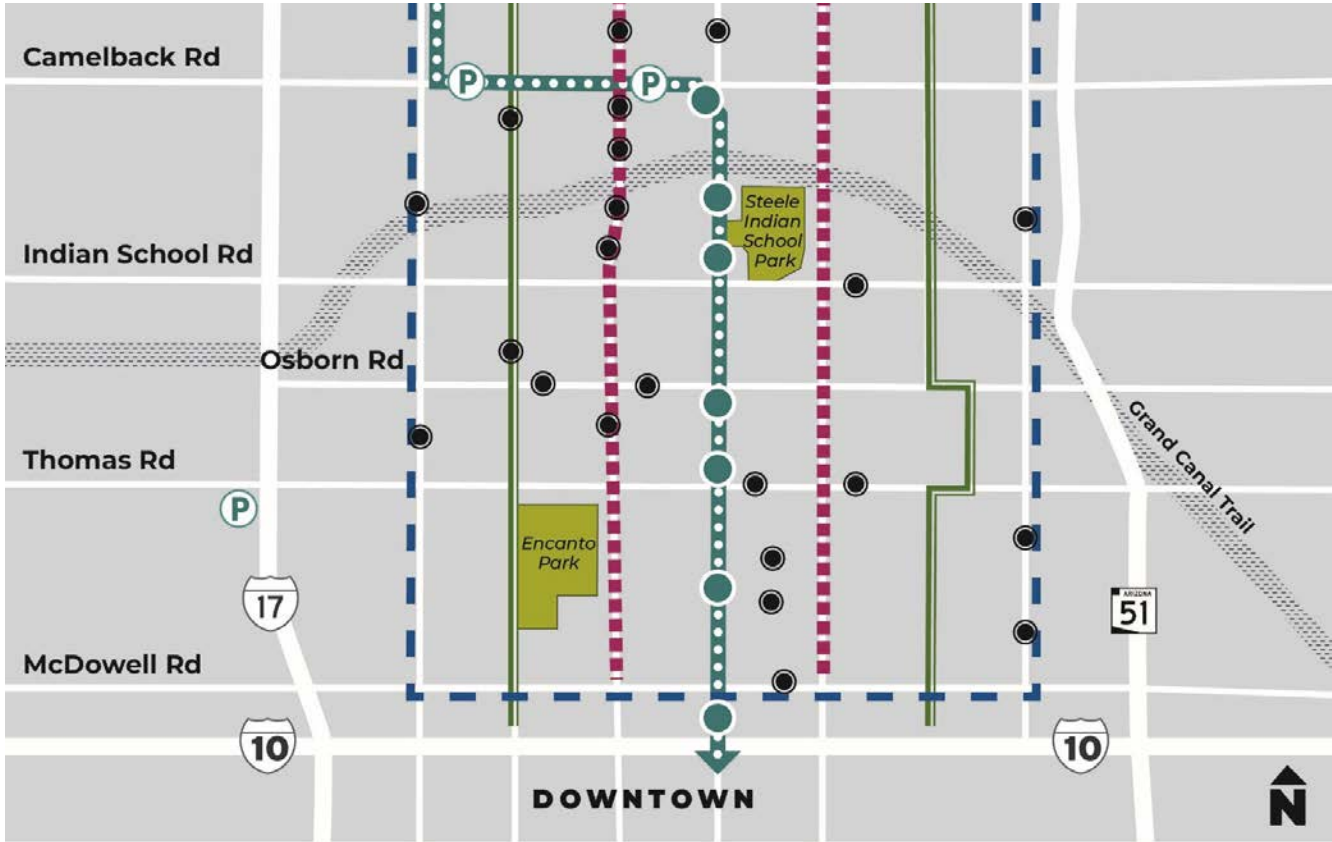 Camelback Rd
P
P
Steele
Indian
School
Park
Indian School Rd
Osborn Rd
Grand Canal Trail
Thomas Rd
P
Encanto
Park
17
ARIZONA
51
McDowell Rd
10
10
DOWNTOWN
N